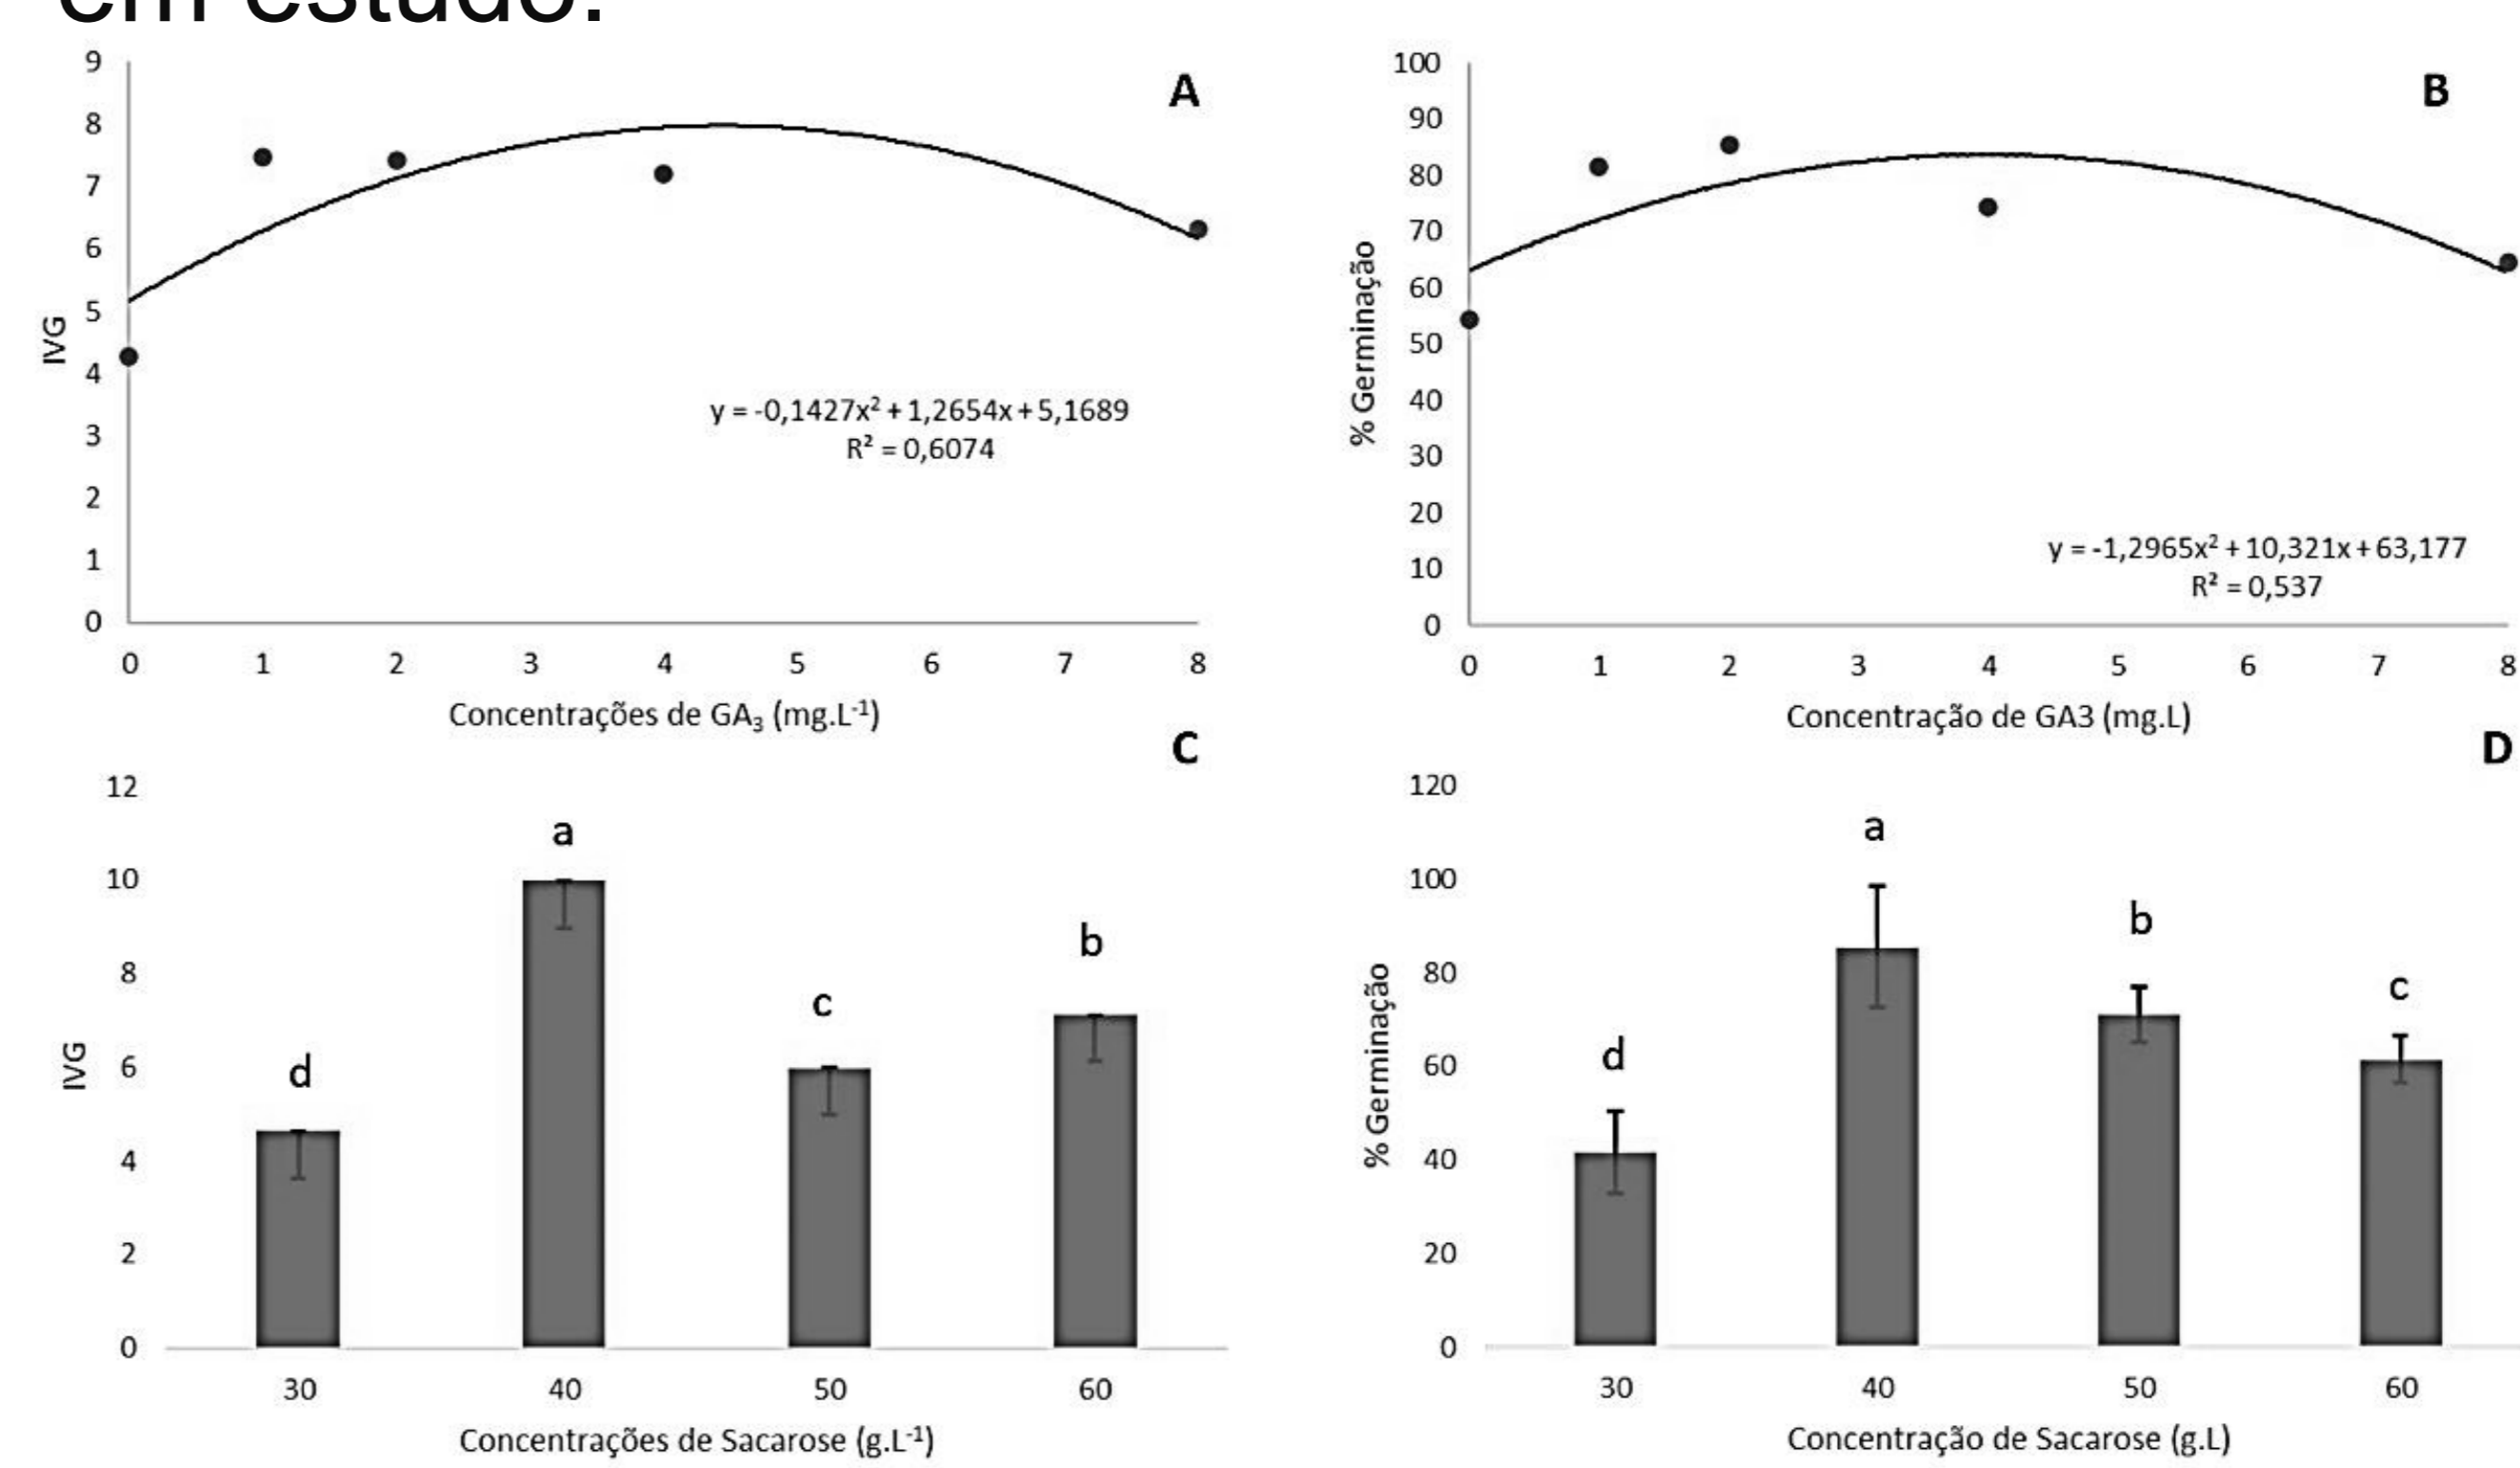 em estudo.
A
9
8
7
6
5
4
3
2
1
0
IVG
y = -0,1427x² + 1,2654x + 5,1689
R² = 0,6074
0 1 2 3 4 5 6 7 8
Concentrações de GA₃ (mg.L⁻¹)
B
100
90
80
70
60
50
40
30
20
10
0
% Germinação
y = -1,2965x² + 10,321x + 63,177
R² = 0,537
0 1 2 3 4 5 6 7 8
Concentração de GA3 (mg.L)
C
12
10
8
6
4
2
0
IVG
d a c b
30 40 50 60
Concentrações de Sacarose (g.L⁻¹)
D
120
100
80
60
40
20
0
% Germinação
d a b c
30 40 50 60
Concentração de Sacarose (g.L)